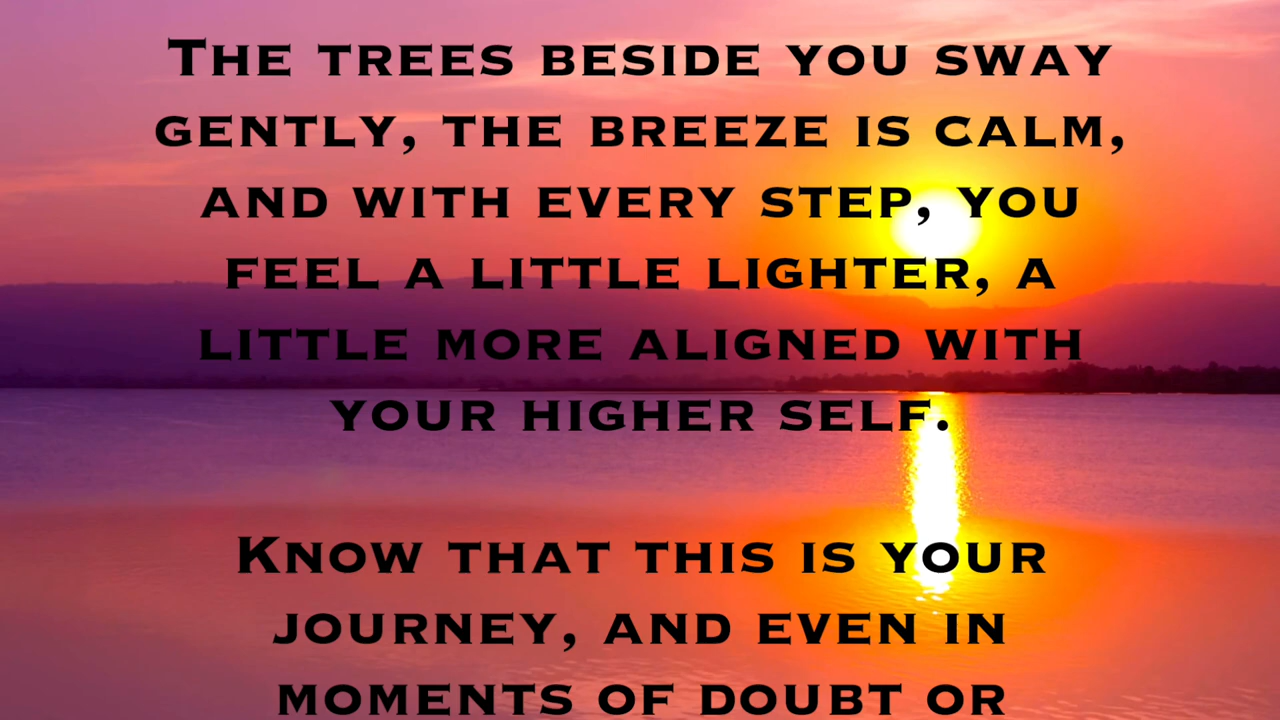 The trees beside you sway
gently, the breeze is calm,
and with every step, you
feel a little lighter, a
little more aligned with
your higher self.
Know that this is your
journey, and even in
moments of doubt or